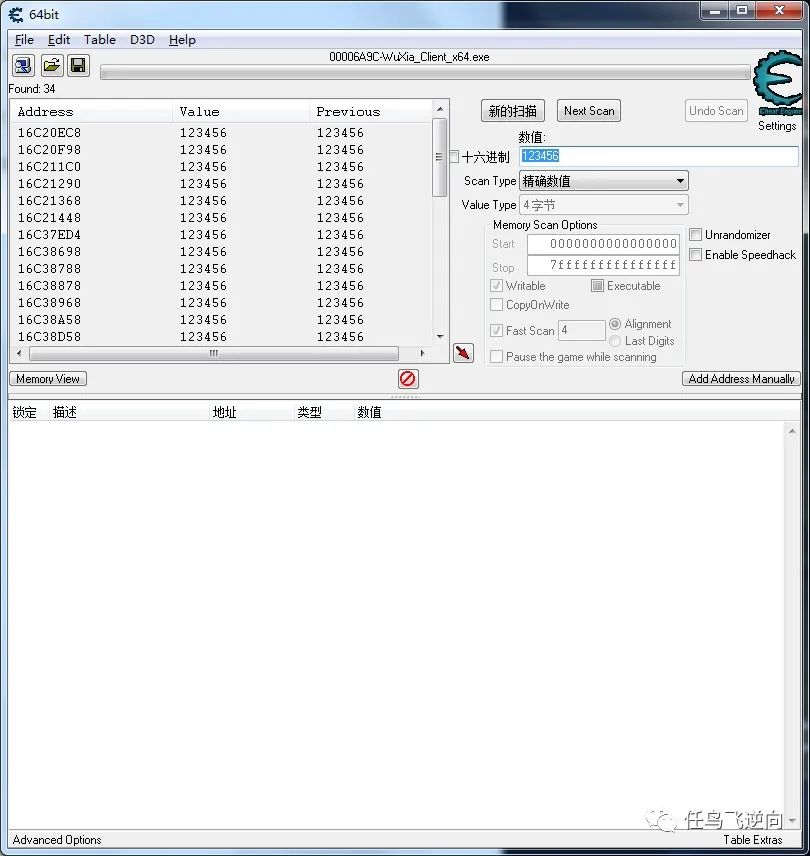 64bit
File Edit Table D3D Help
00006A9C-WuXia_Client_x64.exe
Found: 34
Address Value Previous
16C20EC8 123456 123456
16C20F98 123456 123456
16C211C0 123456 123456
16C21290 123456 123456
16C21368 123456 123456
16C21448 123456 123456
16C37ED4 123456 123456
16C38698 123456 123456
16C38788 123456 123456
16C38878 123456 123456
16C38968 123456 123456
16C38A58 123456 123456
16C38D58 123456 123456
新的扫描 Next Scan Undo Scan
Cheat Engine
Settings
数值:
十六进制 123456
Scan Type 精确数值
Value Type 4 字节
Memory Scan Options
Start 0000000000000000
Stop 7fffffffffffffff
Writable Executable
CopyOnWrite
Fast Scan 4 Alignment
Last Digits
Pause the game while scanning
Unrandomizer
Enable Speedhack
Memory View Add Address Manually
锁定 描述 地址 类型 数值
任鸟飞逆向
Advanced Options Table Extras